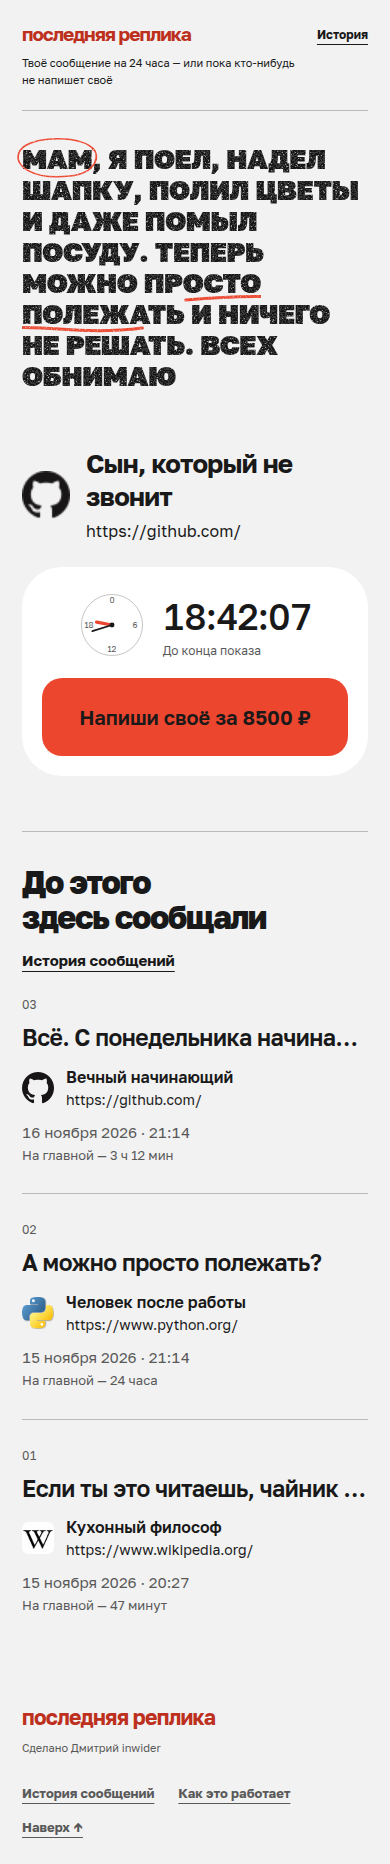 последняя реплика
История
Твоё сообщение на 24 часа — или пока кто-нибудь
не напишет своё
МАМ, Я ПОЕЛ, НАДЕЛ
ШАПКУ, ПОЛИЛ ЦВЕТЫ
И ДАЖЕ ПОМЫЛ
ПОСУДУ. ТЕПЕРЬ
МОЖНО ПРОСТО
ПОЛЕЖАТЬ И НИЧЕГО
НЕ РЕШАТЬ. ВСЕХ
ОБНИМАЮ
Сын, который не
звонит
https://github.com/
0
18
6
12
18:42:07
До конца показа
Напиши своё за 8500 ₽
До этого
здесь сообщали
История сообщений
03
Всё. С понедельника начина...
Вечный начинающий
https://github.com/
16 ноября 2026 · 21:14
На главной — 3 ч 12 мин
02
А можно просто полежать?
Человек после работы
https://www.python.org/
15 ноября 2026 · 21:14
На главной — 24 часа
01
Если ты это читаешь, чайник ...
W
Кухонный философ
https://www.wikipedia.org/
15 ноября 2026 · 20:27
На главной — 47 минут
последняя реплика
Сделано Дмитрий inwider
История сообщений
Как это работает
Наверх ↑